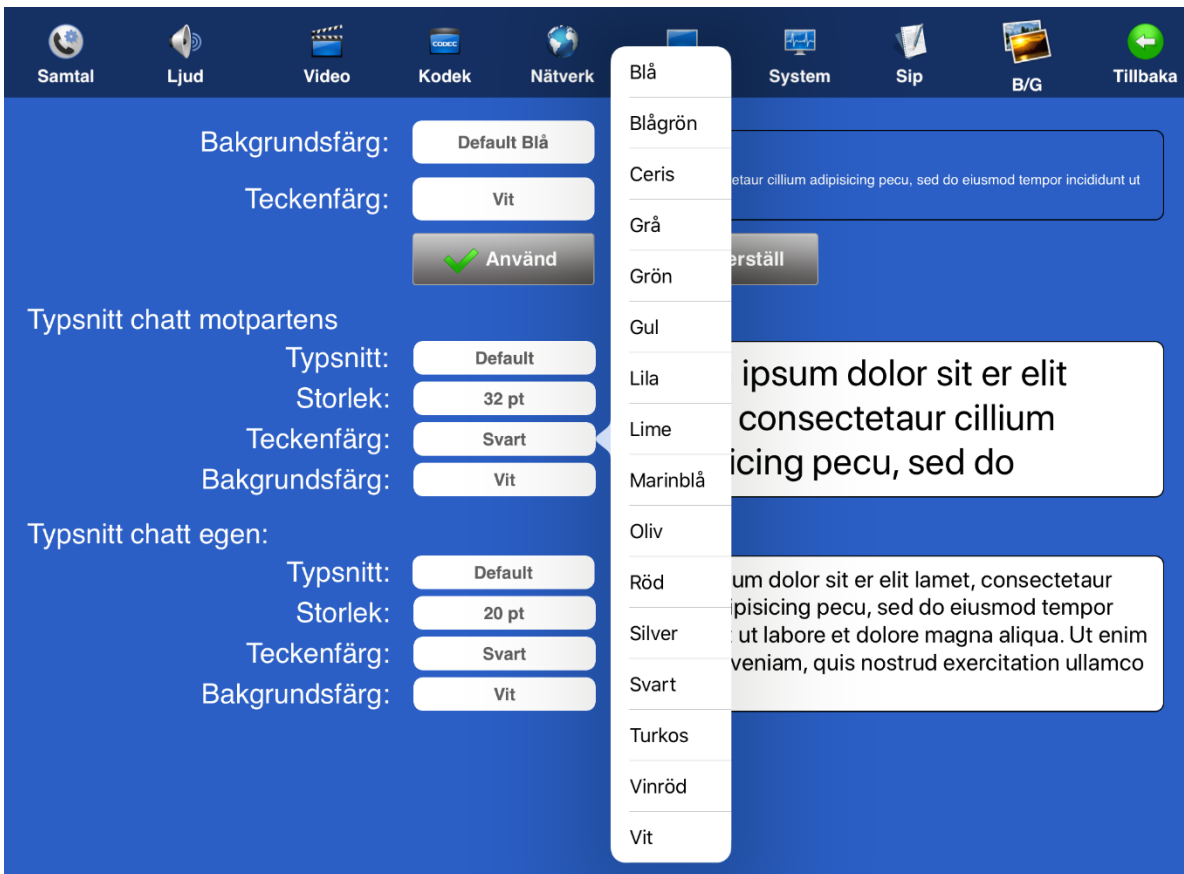 Samtal
Ljud
Video
CODEC
Kodek
Nätverk
System
Sip
B/G
Tillbaka
Bakgrundsfärg: Default Blå
Teckenfärg: Vit
cillium adipisicing pecu, sed do eiusmod tempor incididunt ut
Använd
Typsnitt chatt motpartens
Typsnitt: Default
Storlek: 32 pt
Teckenfärg: Svart
Bakgrundsfärg: Vit
ipsum dolor sit er elit
consectetaur cillium
pecu, sed do
Typsnitt chatt egen:
Typsnitt: Default
Storlek: 20 pt
Teckenfärg: Svart
Bakgrundsfärg: Vit
dolor sit er elit lamet, consectetaur
pecu, sed do eiusmod tempor
ut labore et dolore magna aliqua. Ut enim
veniam, quis nostrud exercitation ullamco
Blå
Blågrön
Ceris
Grå
Grön
Gul
Lila
Lime
Marinblå
Oliv
Röd
Silver
Svart
Turkos
Vinröd
Vit